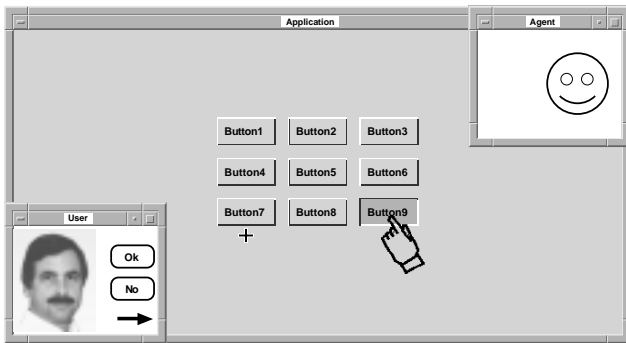 Application
Agent
Button1 Button2 Button3
Button4 Button5 Button6
Button7 Button8 Button9
User
Ok
No